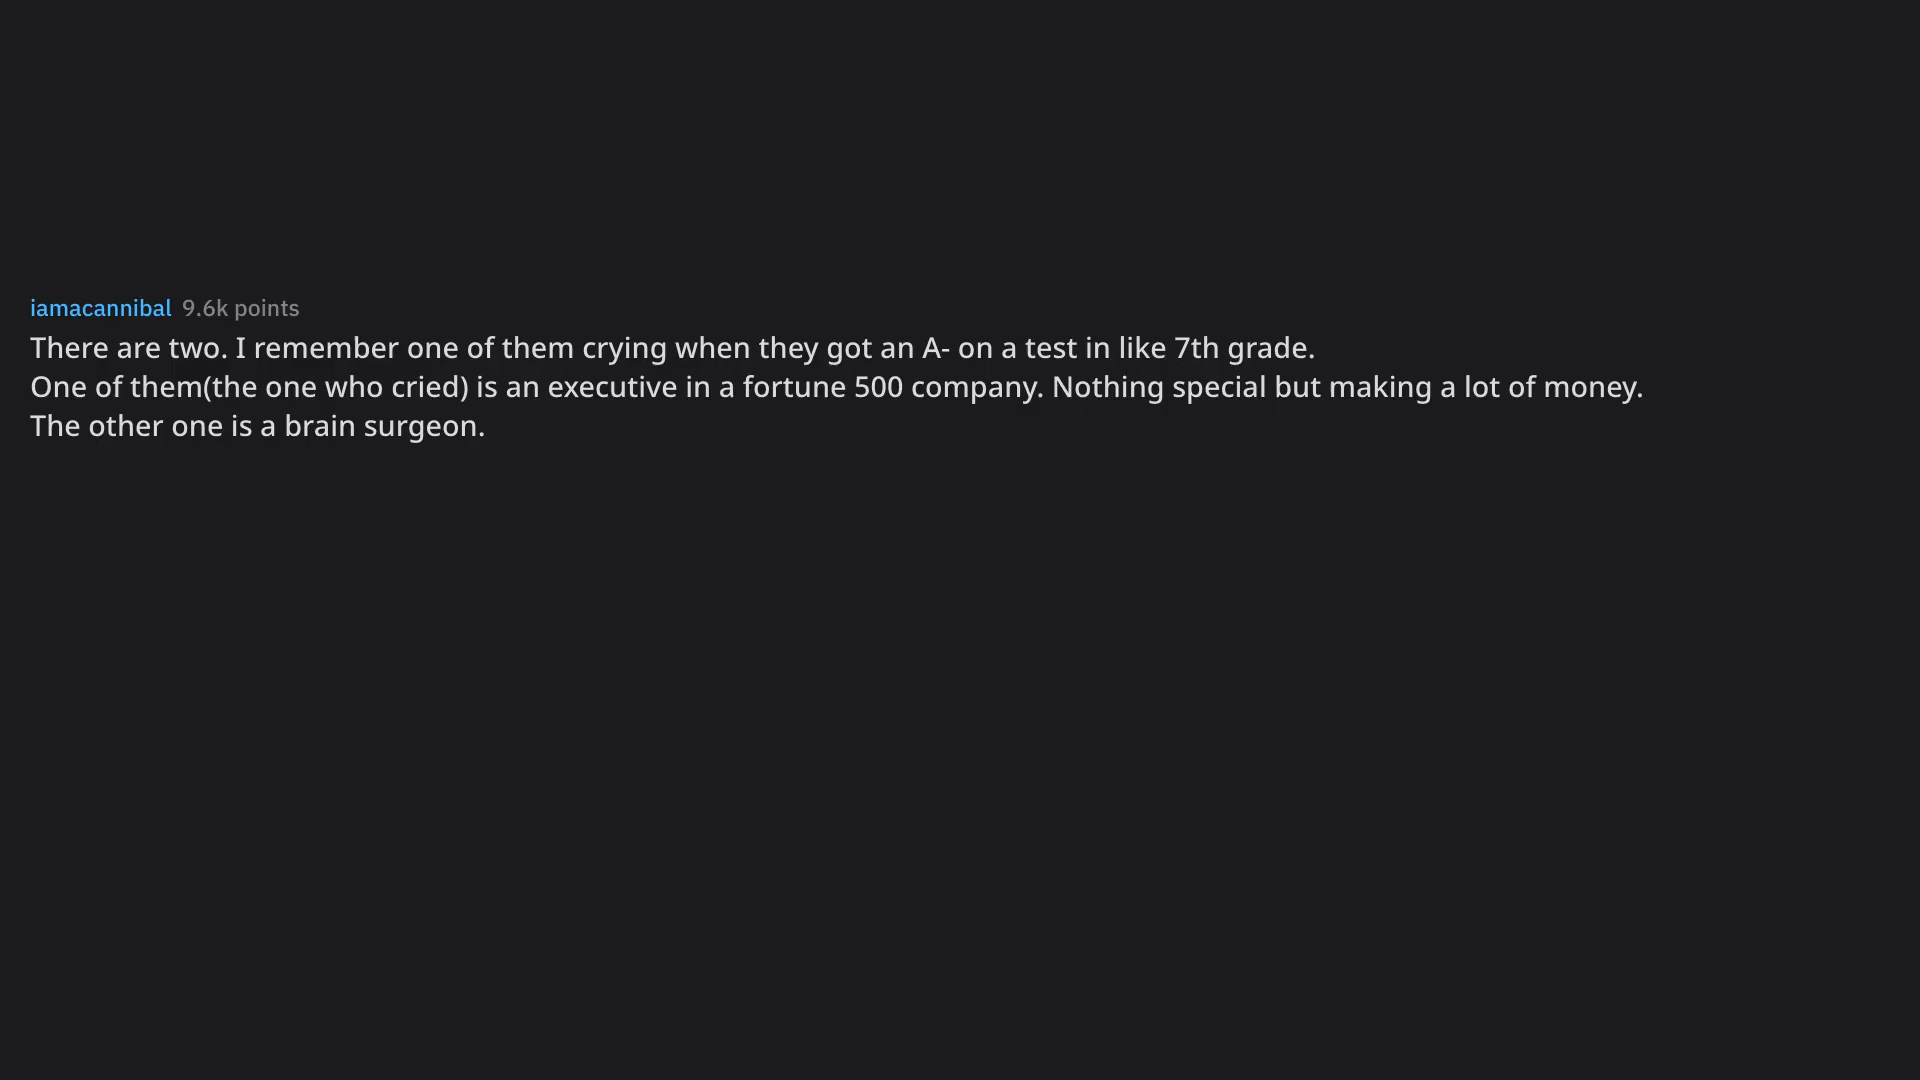 iamacannibal 9.6k points
There are two. I remember one of them crying when they got an A- on a test in like 7th grade.
One of them(the one who cried) is an executive in a fortune 500 company. Nothing special but making a lot of money.
The other one is a brain surgeon.